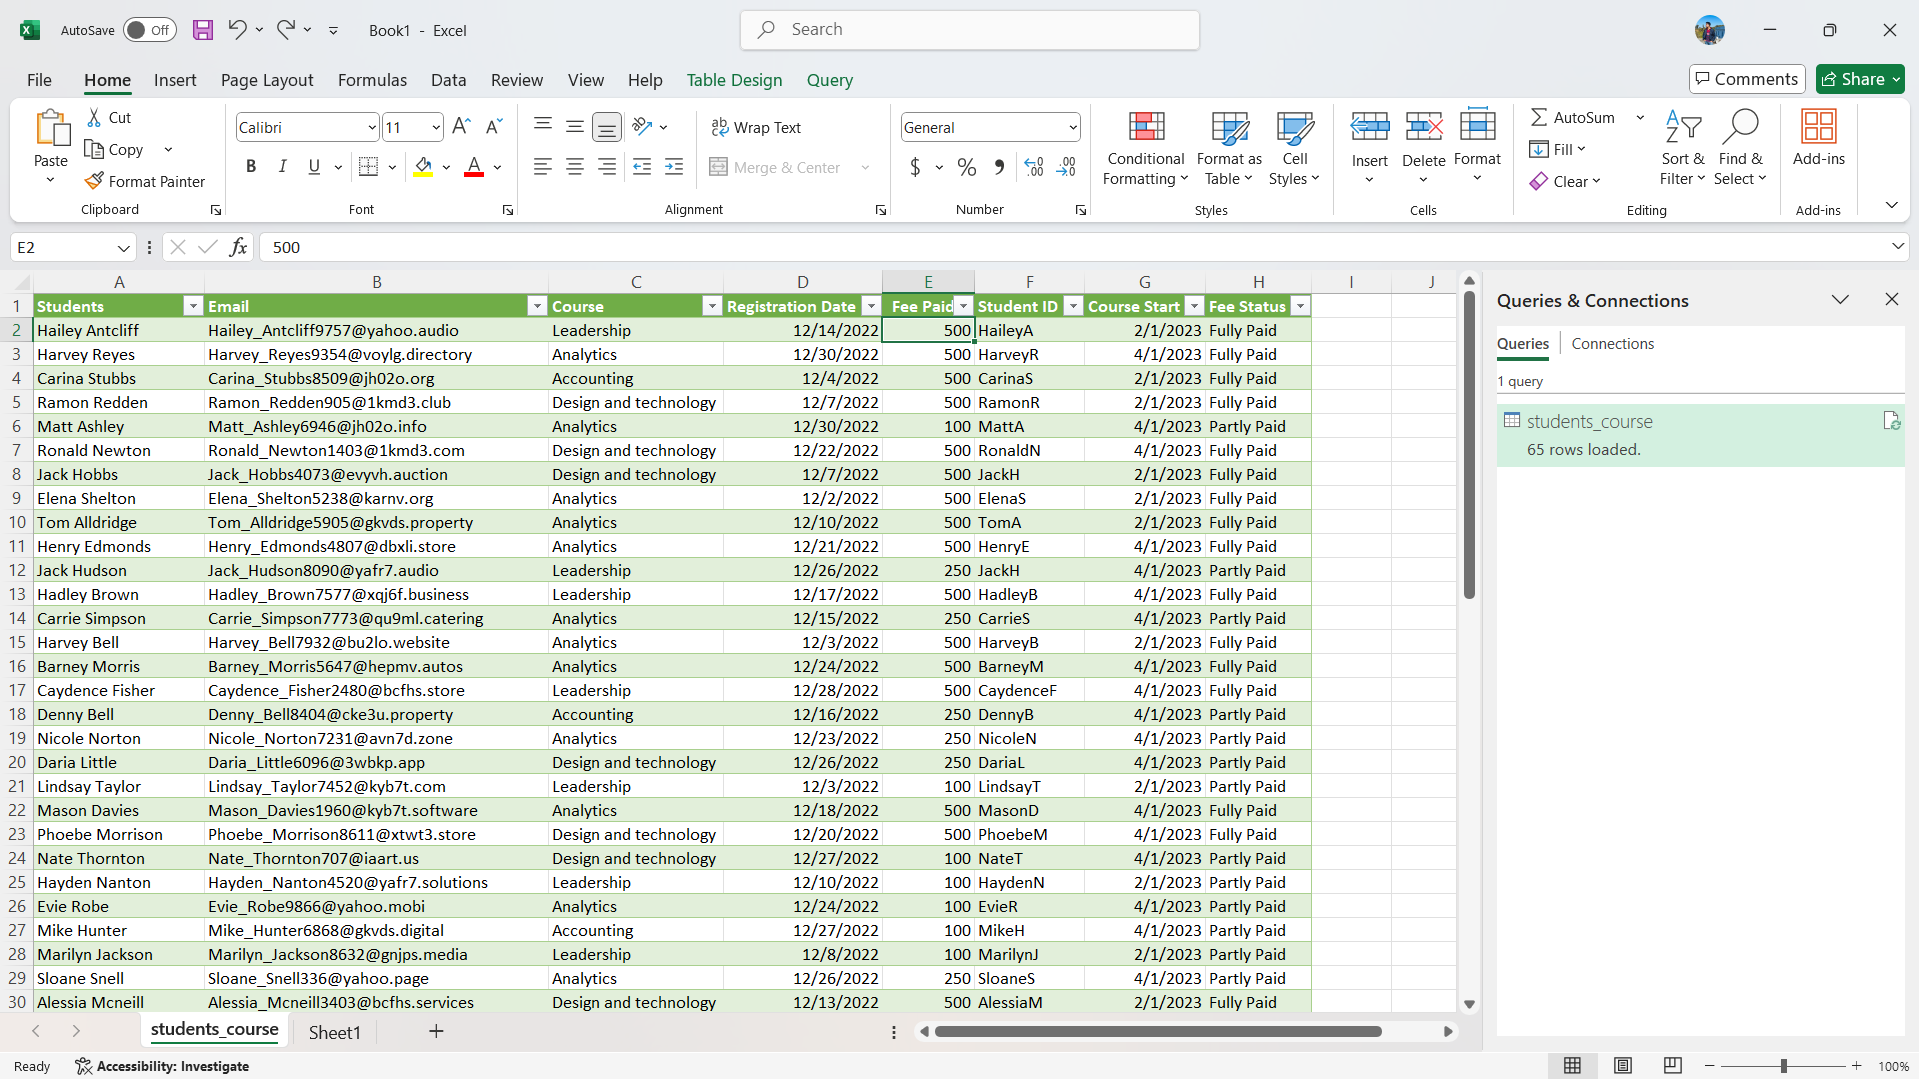 AutoSave Off Book1 - Excel Search
File Home Insert Page Layout Formulas Data Review View Help Table Design Query Comments Share
Paste Cut Copy Format Painter Clipboard
Calibri 11 B I U A Font
ab Wrap Text Merge & Center Alignment
General $ % Number
Conditional Formatting Format as Table Cell Styles Styles
Insert Delete Format Cells
AutoSum Fill Clear Sort & Filter Find & Select Editing
Add-ins Add-ins
E2 fx 500
A B C D E F G H I J
1 Students Email Course Registration Date Fee Paid Student ID Course Start Fee Status
2 Hailey Antcliff Hailey_Antcliff9757@yahoo.audio Leadership 12/14/2022 500 HaileyA 2/1/2023 Fully Paid
3 Harvey Reyes Harvey_Reyes9354@voylg.directory Analytics 12/30/2022 500 HarveyR 4/1/2023 Fully Paid
4 Carina Stubbs Carina_Stubbs8509@jh02o.org Accounting 12/4/2022 500 CarinaS 2/1/2023 Fully Paid
5 Ramon Redden Ramon_Redden905@1kmd3.club Design and technology 12/7/2022 500 RamonR 2/1/2023 Fully Paid
6 Matt Ashley Matt_Ashley6946@jh02o.info Analytics 12/30/2022 100 MattA 4/1/2023 Partly Paid
7 Ronald Newton Ronald_Newton1403@1kmd3.com Design and technology 12/22/2022 500 RonaldN 4/1/2023 Fully Paid
8 Jack Hobbs Jack_Hobbs4073@evyvh.auction Design and technology 12/7/2022 500 JackH 2/1/2023 Fully Paid
9 Elena Shelton Elena_Shelton5238@karnv.org Analytics 12/2/2022 500 ElenaS 2/1/2023 Fully Paid
10 Tom Alldridge Tom_Alldridge5905@gkvds.property Analytics 12/10/2022 500 TomA 2/1/2023 Fully Paid
11 Henry Edmonds Henry_Edmonds4807@dbxli.store Analytics 12/21/2022 500 HenryE 4/1/2023 Fully Paid
12 Jack Hudson Jack_Hudson8090@yafr7.audio Leadership 12/26/2022 250 JackH 4/1/2023 Partly Paid
13 Hadley Brown Hadley_Brown7577@xqj6f.business Leadership 12/17/2022 500 HadleyB 4/1/2023 Fully Paid
14 Carrie Simpson Carrie_Simpson7773@qu9ml.catering Analytics 12/15/2022 250 CarrieS 4/1/2023 Partly Paid
15 Harvey Bell Harvey_Bell7932@bu2lo.website Analytics 12/3/2022 500 HarveyB 2/1/2023 Fully Paid
16 Barney Morris Barney_Morris5647@hepmv.autos Analytics 12/24/2022 500 BarneyM 4/1/2023 Fully Paid
17 Caydence Fisher Caydence_Fisher2480@bcfhs.store Leadership 12/28/2022 500 CaydenceF 4/1/2023 Fully Paid
18 Denny Bell Denny_Bell8404@cke3u.property Accounting 12/16/2022 250 DennyB 4/1/2023 Partly Paid
19 Nicole Norton Nicole_Norton7231@avn7d.zone Analytics 12/23/2022 250 NicoleN 4/1/2023 Partly Paid
20 Daria Little Daria_Little6096@3wbkp.app Design and technology 12/26/2022 250 DariaL 4/1/2023 Partly Paid
21 Lindsay Taylor Lindsay_Taylor7452@kyb7t.com Leadership 12/3/2022 100 LindsayT 2/1/2023 Partly Paid
22 Mason Davies Mason_Davies1960@kyb7t.software Analytics 12/18/2022 500 MasonD 4/1/2023 Fully Paid
23 Phoebe Morrison Phoebe_Morrison8611@xtwt3.store Design and technology 12/20/2022 500 PhoebeM 4/1/2023 Fully Paid
24 Nate Thornton Nate_Thornton707@iaart.us Design and technology 12/27/2022 100 NateT 4/1/2023 Partly Paid
25 Hayden Nanton Hayden_Nanton4520@yafr7.solutions Leadership 12/10/2022 100 HaydenN 2/1/2023 Partly Paid
26 Evie Robe Evie_Robe9866@yahoo.mobi Analytics 12/24/2022 100 EvieR 4/1/2023 Partly Paid
27 Mike Hunter Mike_Hunter6868@gkvds.digital Accounting 12/27/2022 100 MikeH 4/1/2023 Partly Paid
28 Marilyn Jackson Marilyn_Jackson8632@gnjps.media Leadership 12/8/2022 100 MarilynJ 2/1/2023 Partly Paid
29 Sloane Snell Sloane_Snell336@yahoo.page Analytics 12/26/2022 250 SloaneS 4/1/2023 Partly Paid
30 Alessia Mcneill Alessia_Mcneill3403@bcfhs.services Design and technology 12/13/2022 500 AlessiaM 2/1/2023 Fully Paid
Queries & Connections
Queries Connections
1 query
students_course
65 rows loaded.
students_course Sheet1
Ready Accessibility: Investigate 100%